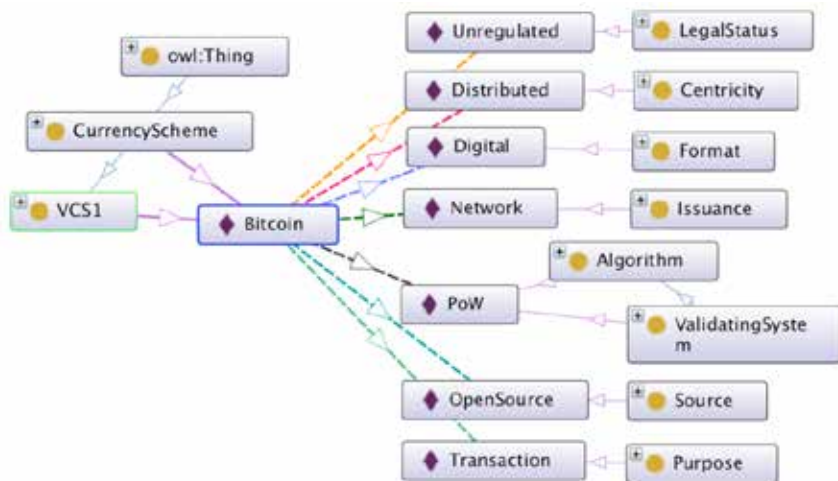 owl:Thing
CurrencyScheme
VCS1
Bitcoin
Unregulated
LegalStatus
Distributed
Centricity
Digital
Format
Network
Issuance
Algorithm
PoW
ValidatingSyste
m
OpenSource
Source
Transaction
Purpose